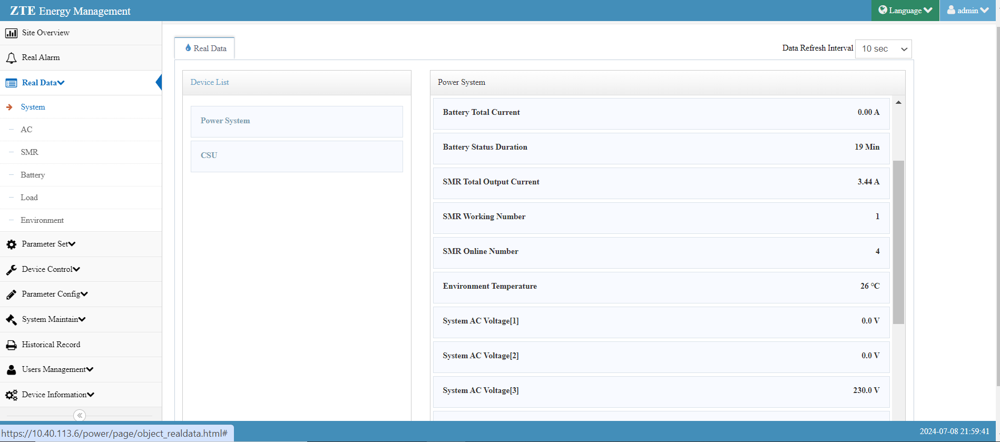 ZTE Energy Management
Language
admin
Site Overview
Real Alarm
Real Data
System
AC
SMR
Battery
Load
Environment
Parameter Set
Device Control
Parameter Config
System Maintain
Historical Record
Users Management
Device Information
Real Data
Data Refresh Interval 10 sec
Device List
Power System
CSU
Power System
Battery Total Current 0.00 A
Battery Status Duration 19 Min
SMR Total Output Current 3.44 A
SMR Working Number 1
SMR Online Number 4
Environment Temperature 26 °C
System AC Voltage[1] 0.0 V
System AC Voltage[2] 0.0 V
System AC Voltage[3] 230.0 V
https://10.40.113.6/power/page/object_realdata.html#
2024-07-08 21:59:41